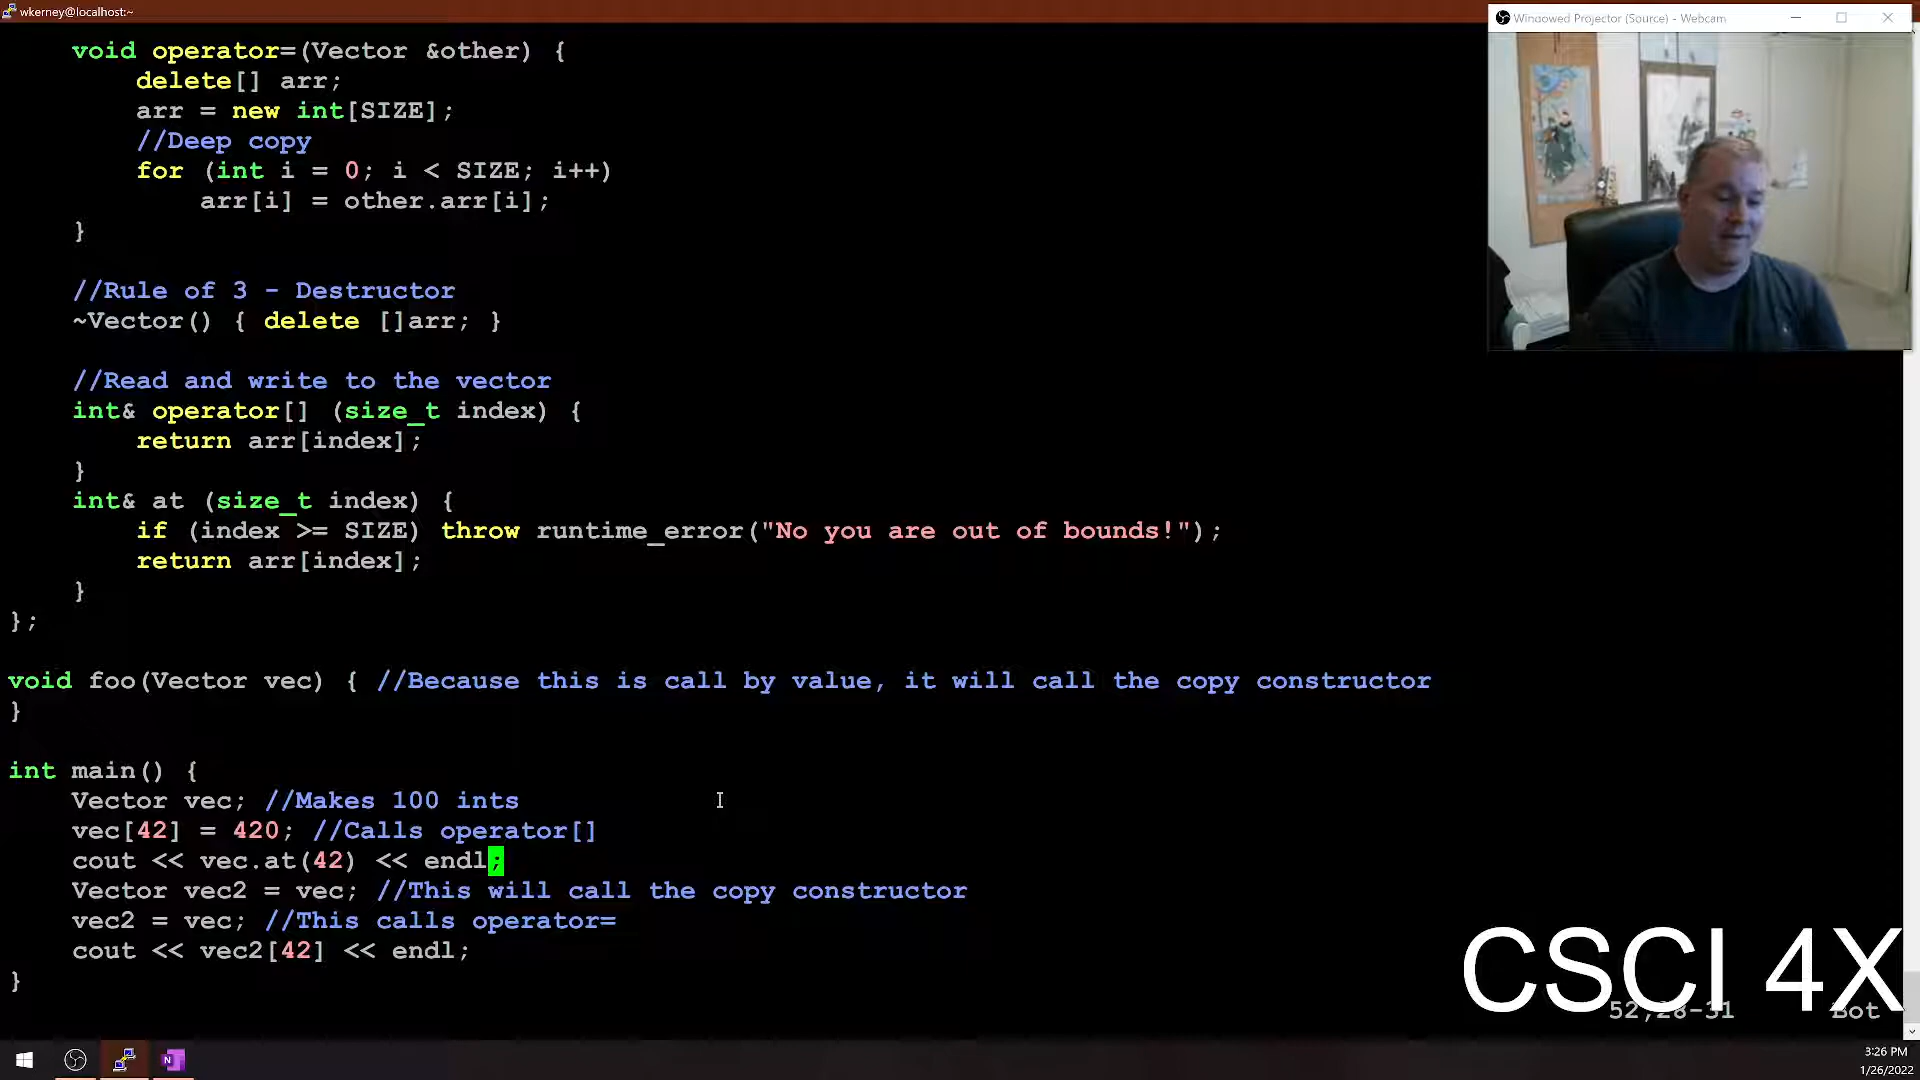 wkerney@localhost:~
Windowed Projector (Source) - Webcam
void operator=(Vector &other) {
delete[] arr;
arr = new int[SIZE];
//Deep copy
for (int i = 0; i < SIZE; i++)
arr[i] = other.arr[i];
}
//Rule of 3 - Destructor
~Vector() { delete []arr; }
//Read and write to the vector
int& operator[] (size_t index) {
return arr[index];
}
int& at (size_t index) {
if (index >= SIZE) throw runtime_error("No you are out of bounds!");
return arr[index];
}
};
void foo(Vector vec) { //Because this is call by value, it will call the copy constructor
}
int main() {
Vector vec; //Makes 100 ints
vec[42] = 420; //Calls operator[]
cout << vec.at(42) << endl;
Vector vec2 = vec; //This will call the copy constructor
vec2 = vec; //This calls operator=
cout << vec2[42] << endl;
}
CSCI 4X
52,28-31 Bot
3:26 PM
1/26/2022